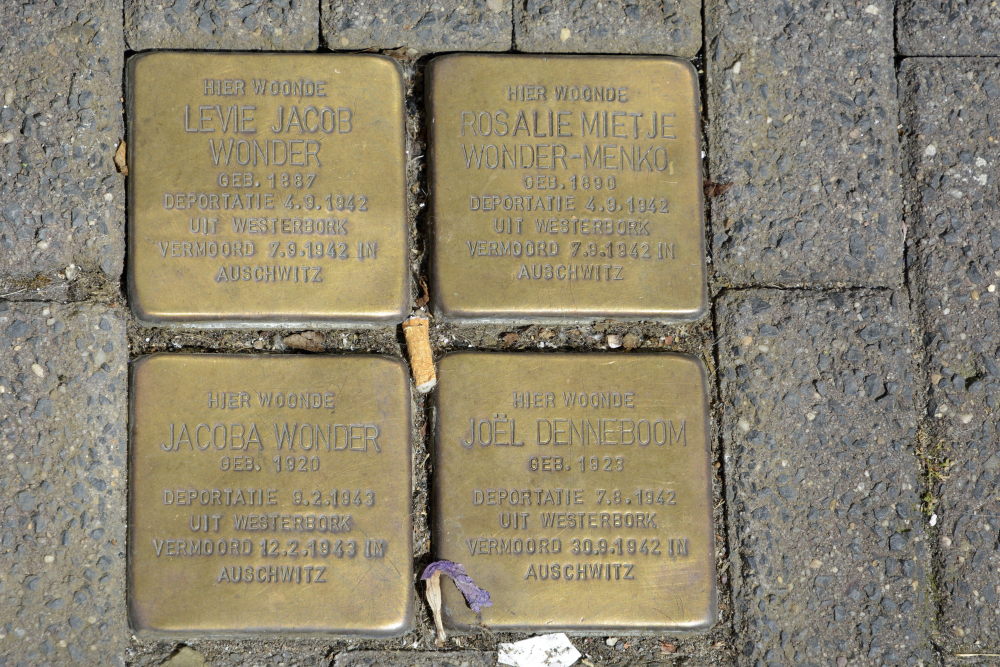 HIER WOONDE
LEVIE JACOB
WONDER
GEB. 1887
DEPORTATIE 4.9.1942
UIT WESTERBORK
VERMOORD 7.9.1942 IN
AUSCHWITZ
HIER WOONDE
ROSALIE MIETJE
WONDER-MENKO
GEB. 1890
DEPORTATIE 4.9.1942
UIT WESTERBORK
VERMOORD 7.9.1942 IN
AUSCHWITZ
HIER WOONDE
JACOBA WONDER
GEB. 1920
DEPORTATIE 9.2.1943
UIT WESTERBORK
VERMOORD 12.2.1943 IN
AUSCHWITZ
HIER WOONDE
JOËL DENNEBOOM
GEB. 1923
DEPORTATIE 7.8.1942
UIT WESTERBORK
VERMOORD 30.9.1942 IN
AUSCHWITZ